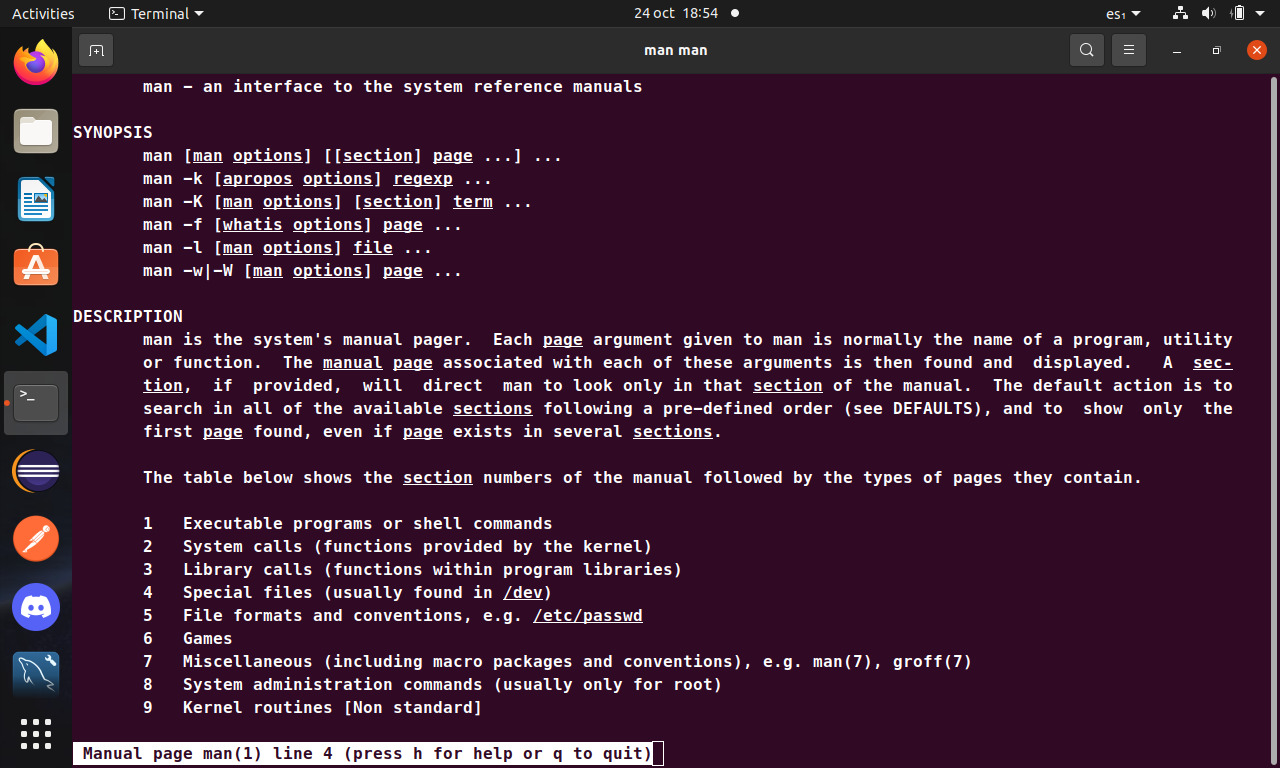 Activities Terminal 24 oct 18:54 es₁
man man
man - an interface to the system reference manuals
SYNOPSIS
man [man options] [[section] page ...] ...
man -k [apropos options] regexp ...
man -K [man options] [section] term ...
man -f [whatis options] page ...
man -l [man options] file ...
man -w|-W [man options] page ...
DESCRIPTION
man is the system's manual pager. Each page argument given to man is normally the name of a program, utility
or function. The manual page associated with each of these arguments is then found and displayed. A sec-
tion, if provided, will direct man to look only in that section of the manual. The default action is to
search in all of the available sections following a pre-defined order (see DEFAULTS), and to show only the
first page found, even if page exists in several sections.
The table below shows the section numbers of the manual followed by the types of pages they contain.
1 Executable programs or shell commands
2 System calls (functions provided by the kernel)
3 Library calls (functions within program libraries)
4 Special files (usually found in /dev)
5 File formats and conventions, e.g. /etc/passwd
6 Games
7 Miscellaneous (including macro packages and conventions), e.g. man(7), groff(7)
8 System administration commands (usually only for root)
9 Kernel routines [Non standard]
Manual page man(1) line 4 (press h for help or q to quit)